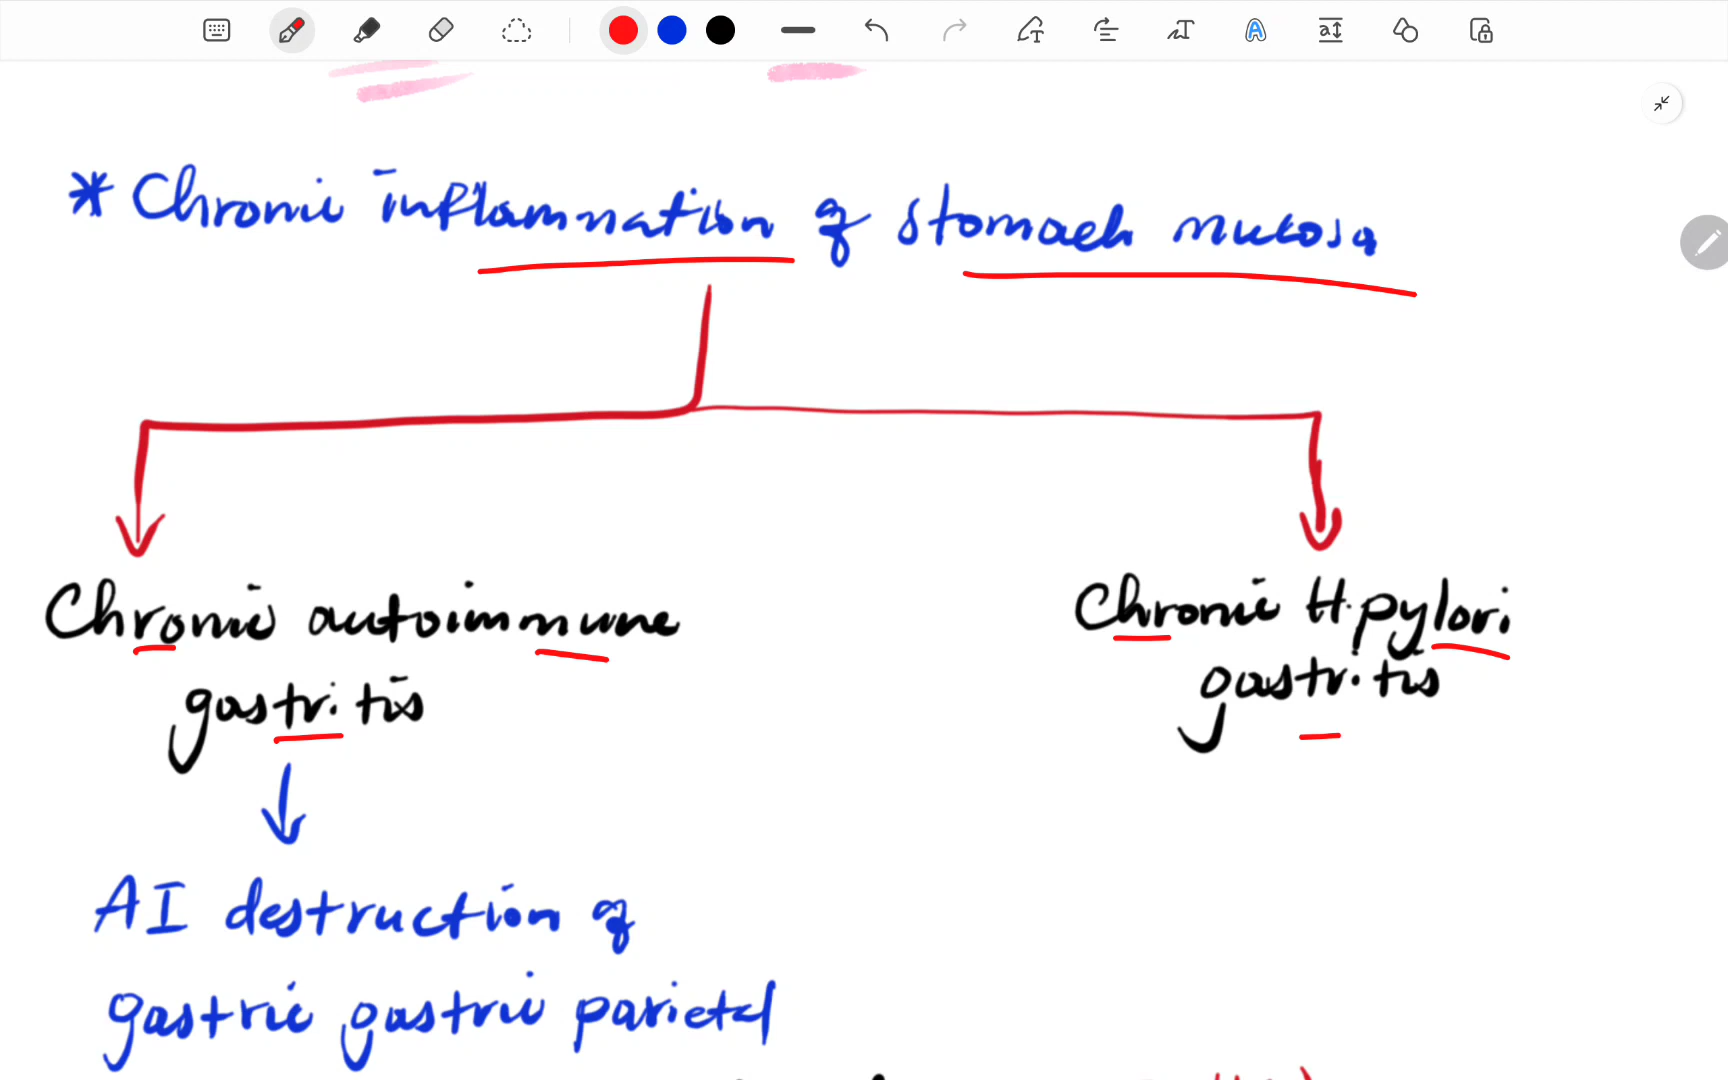 * Chronic inflammation of stomach mucosa
Chronic autoimmune
gastritis
Chronic H. pylori
gastritis
AI destruction of
gastric gastric parietal